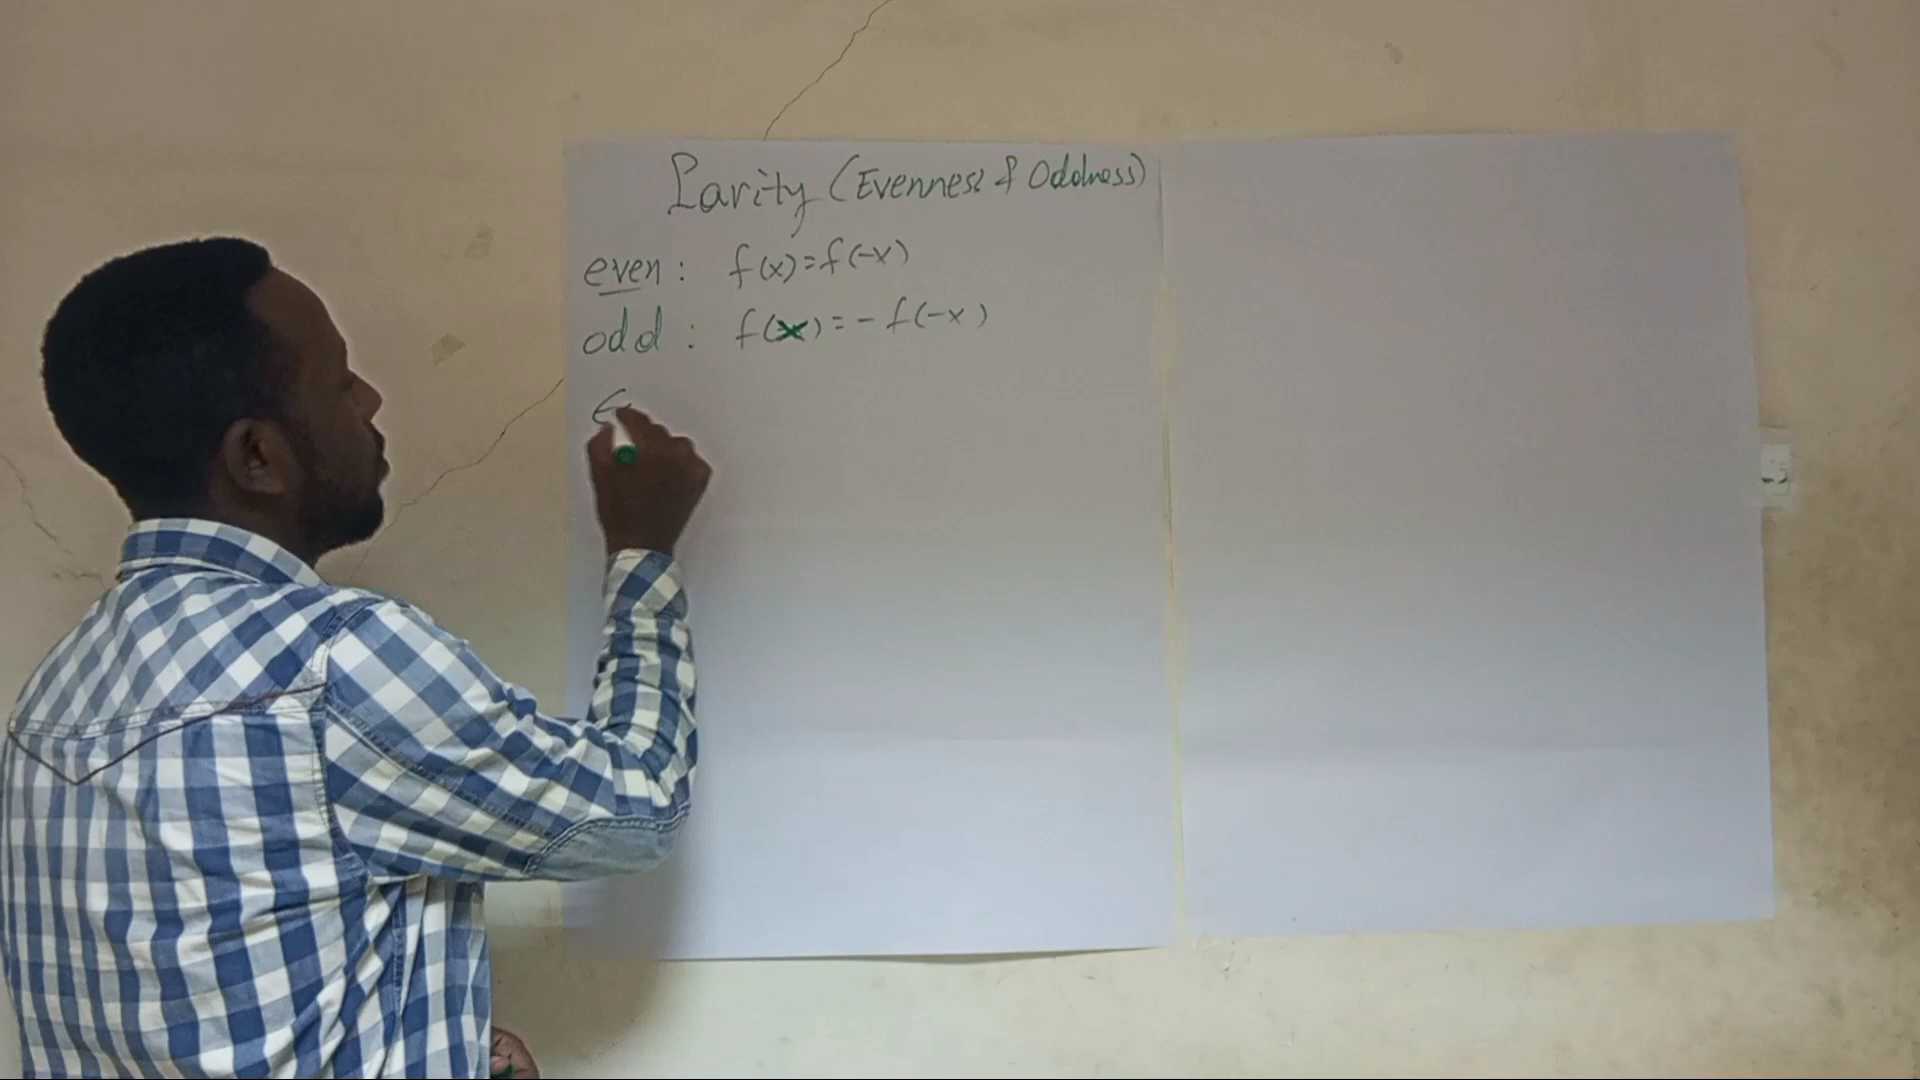 Parity (Evenness & Oddness)
even : f(x)=f(-x)
odd : f(x)=-f(-x)